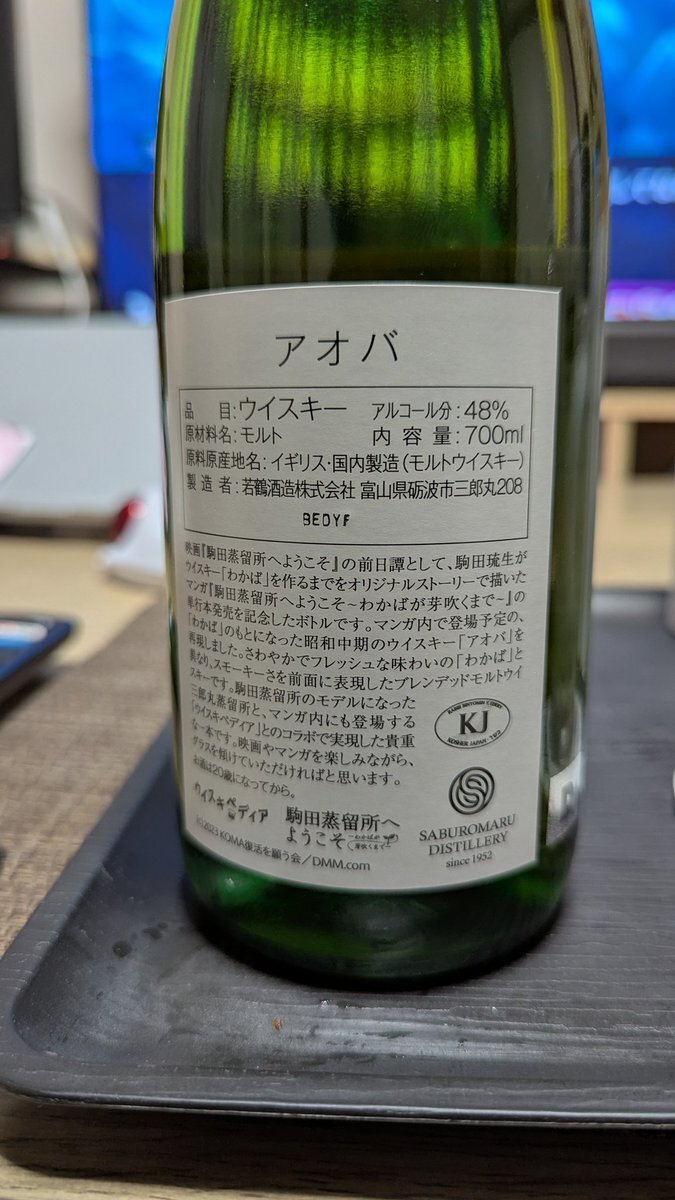 アオバ
品　目：ウイスキー　アルコール分：48%
原材料名：モルト　内容量：700ml
原料原産地名：イギリス・国内製造（モルトウイスキー）
製造者：若鶴酒造株式会社 富山県砺波市三郎丸208
BEDYF
映画『駒田蒸留所へようこそ』の前日譚として、駒田琉生が
ウイスキー「わかば」を作るまでをオリジナルストーリーで描いた
マンガ『駒田蒸留所へようこそ～わかばが芽吹くまで～』の
単行本発売を記念したボトルです。マンガ内で登場予定の、
「わかば」のもとになった昭和中期のウイスキー「アオバ」を
再現しました。さわやかでフレッシュな味わいの「わかば」と
異なり、スモーキーさを前面に表現したブレンデッドモルトウイ
スキーです。駒田蒸留所のモデルになった
三郎丸蒸留所と、マンガ内にも登場する
「ウイスキペディア」とのコラボで実現した貴重
な一本です。映画やマンガを楽しみながら、
グラスを傾けていただければと思います。
お酒は20歳になってから。
ウイスキペディア
駒田蒸留所へ
ようこそ
～わかばが
芽吹くまで～
(c)2023 KOMA復活を願う会／DMM.com
KJ
KOSHER JAPAN
SABUROMARU
DISTILLERY
since 1952